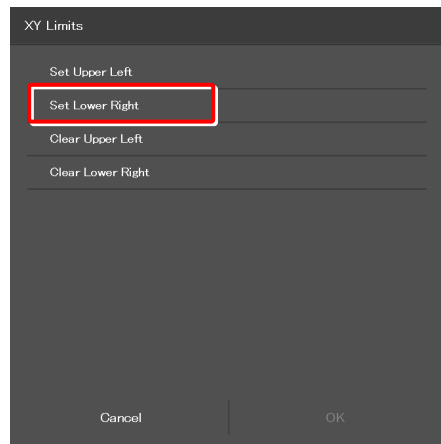 XY Limits
Set Upper Left
Set Lower Right
Clear Upper Left
Clear Lower Right
Cancel
OK